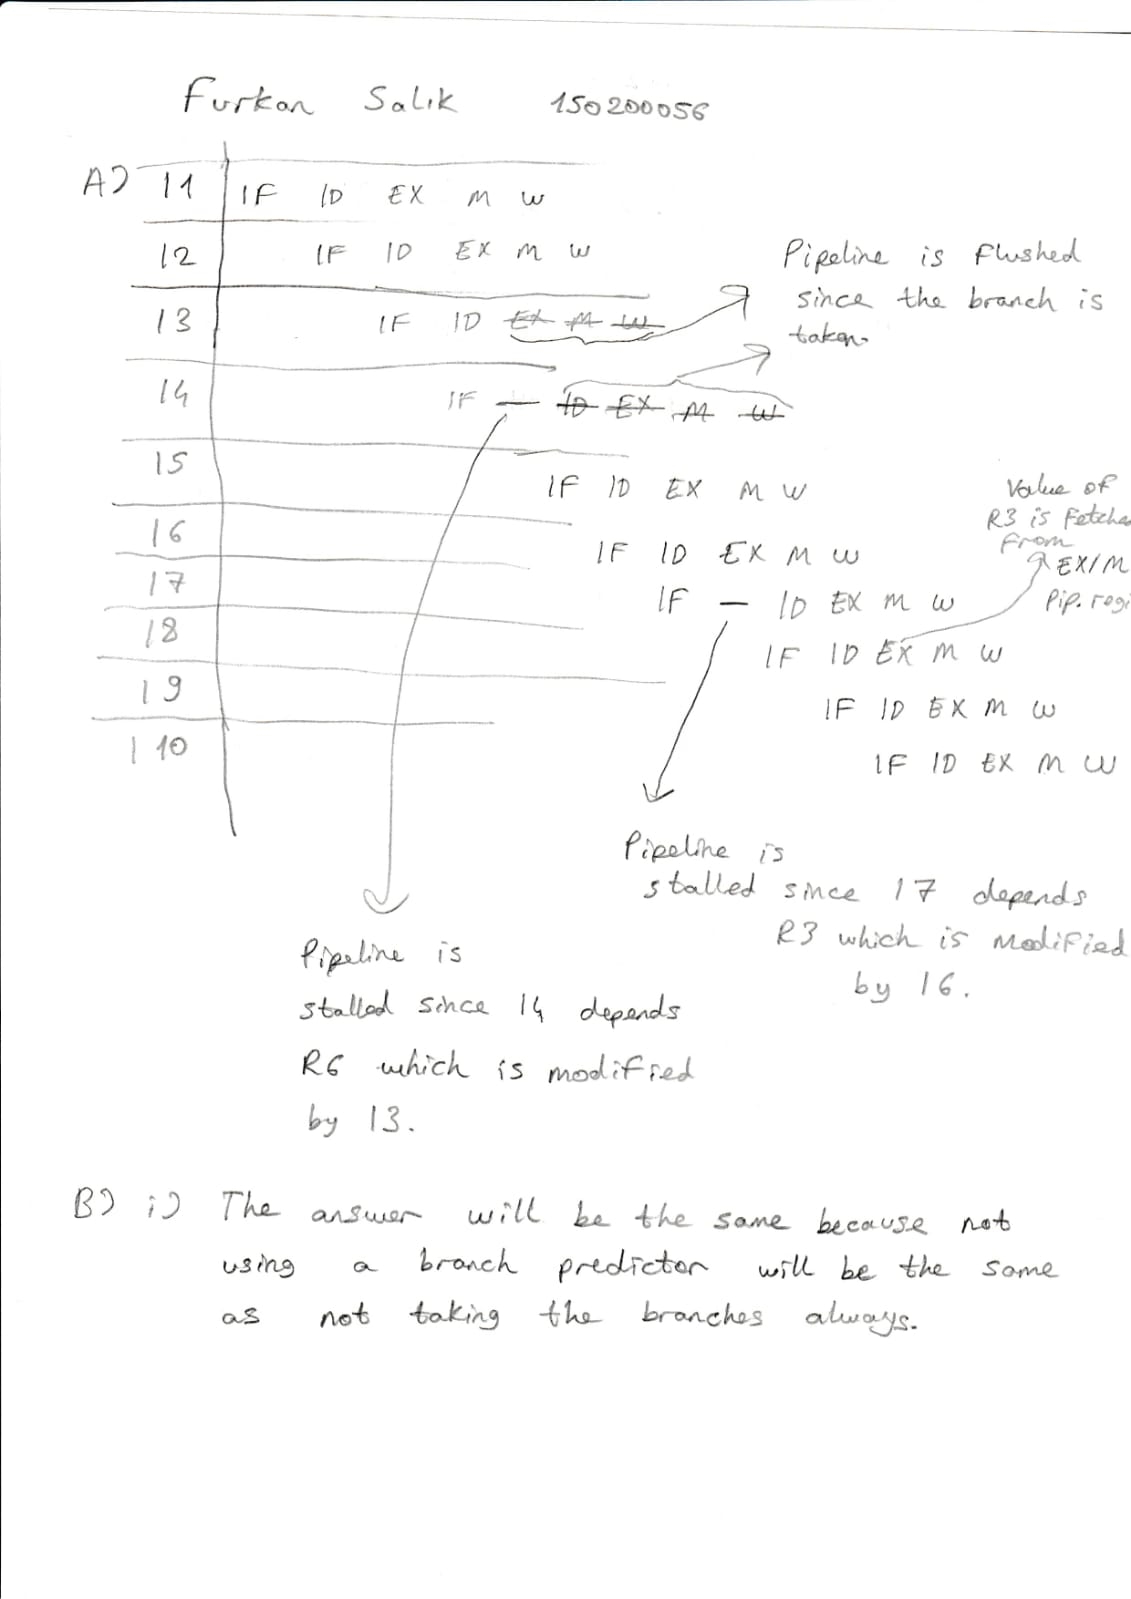 Furkan Salık 150200056
A) I1 IF ID EX M W
I2 IF ID EX M W
Pipeline is flushed
since the branch is
taken.
I3 IF ID EX M W
I4 IF — ID EX M W
I5 IF ID EX M W
Value of
R3 is fetche
from
EX/M
Pip. regi
I6 IF ID EX M W
I7 IF — ID EX M W
I8 IF ID EX M W
I9 IF ID EX M W
I10 IF ID EX M W
Pipeline is
stalled since I7 depends
R3 which is modified
by I6.
Pipeline is
stalled since I4 depends
R6 which is modified
by I3.
B) i) The answer will be the same because not
using a branch predictor will be the same
as not taking the branches always.